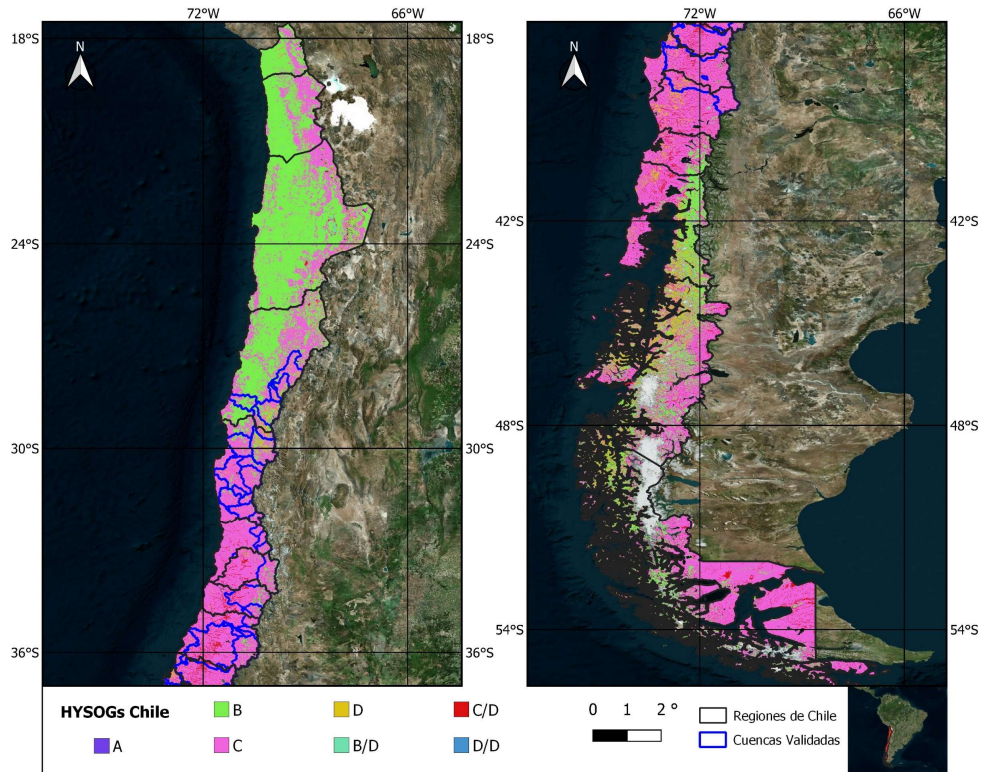 72°W 66°W 72°W 66°W
18°S
N N
42°S 42°S
24°S 24°S
48°S 48°S
30°S 30°S
54°S 54°S
36°S 36°S
HYSOGs Chile
B D C/D
A C B/D D/D
0 1 2 °
Regiones de Chile
Cuencas Validadas